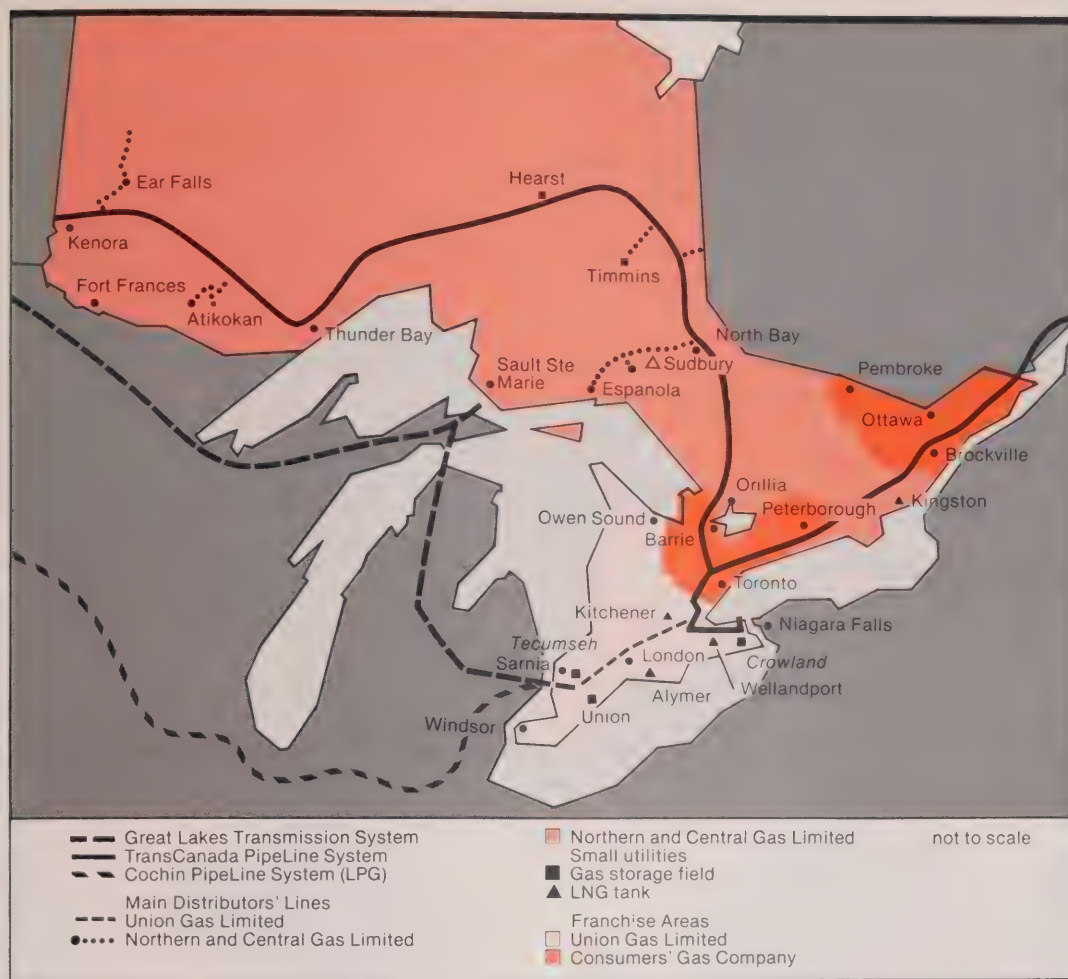 Ear Falls
Hearst
Kenora
Timmins
Fort Frances
Atikokan
Thunder Bay
North Bay
Sault Ste
Marie
Sudbury
Espanola
Pembroke
Ottawa
Brockville
Orillia
Kingston
Peterborough
Owen Sound
Barrie
Toronto
Kitchener
Niagara Falls
Tecumseh
Sarnia
London
Crowland
Alymer
Wellandport
Union
Windsor
Great Lakes Transmission System
TransCanada PipeLine System
Cochin PipeLine System (LPG)
Main Distributors' Lines
Union Gas Limited
Northern and Central Gas Limited
Northern and Central Gas Limited
Small utilities
Gas storage field
LNG tank
Franchise Areas
Union Gas Limited
Consumers' Gas Company
not to scale